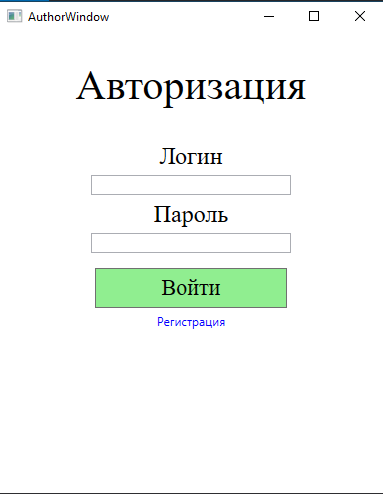 AuthorWindow
Авторизация
Логин
Пароль
Войти
Регистрация